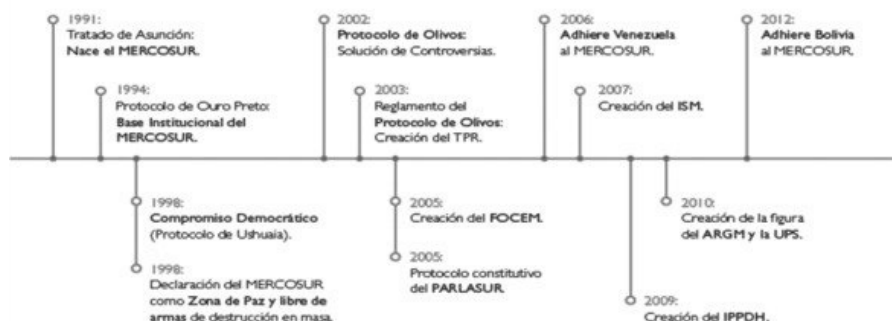 1991:
Tratado de Asunción:
Nace el MERCOSUR.
1994:
Protocolo de Ouro Preto:
Base Institucional del
MERCOSUR.
1998:
Compromiso Democrático
(Protocolo de Ushuaia).
1998:
Declaración del MERCOSUR
como Zona de Paz y libre de
armas de destrucción en masa.
2002:
Protocolo de Olivos:
Solución de Controversias.
2003:
Reglamento del
Protocolo de Olivos:
Creación del TPR.
2005:
Creación del FOCEM.
2005:
Protocolo constitutivo
del PARLASUR.
2006:
Adhiere Venezuela
al MERCOSUR.
2007:
Creación del ISM.
2009:
Creación del IPPDH.
2010:
Creación de la figura
del ARGM y la UPS.
2012:
Adhiere Bolivia
al MERCOSUR.